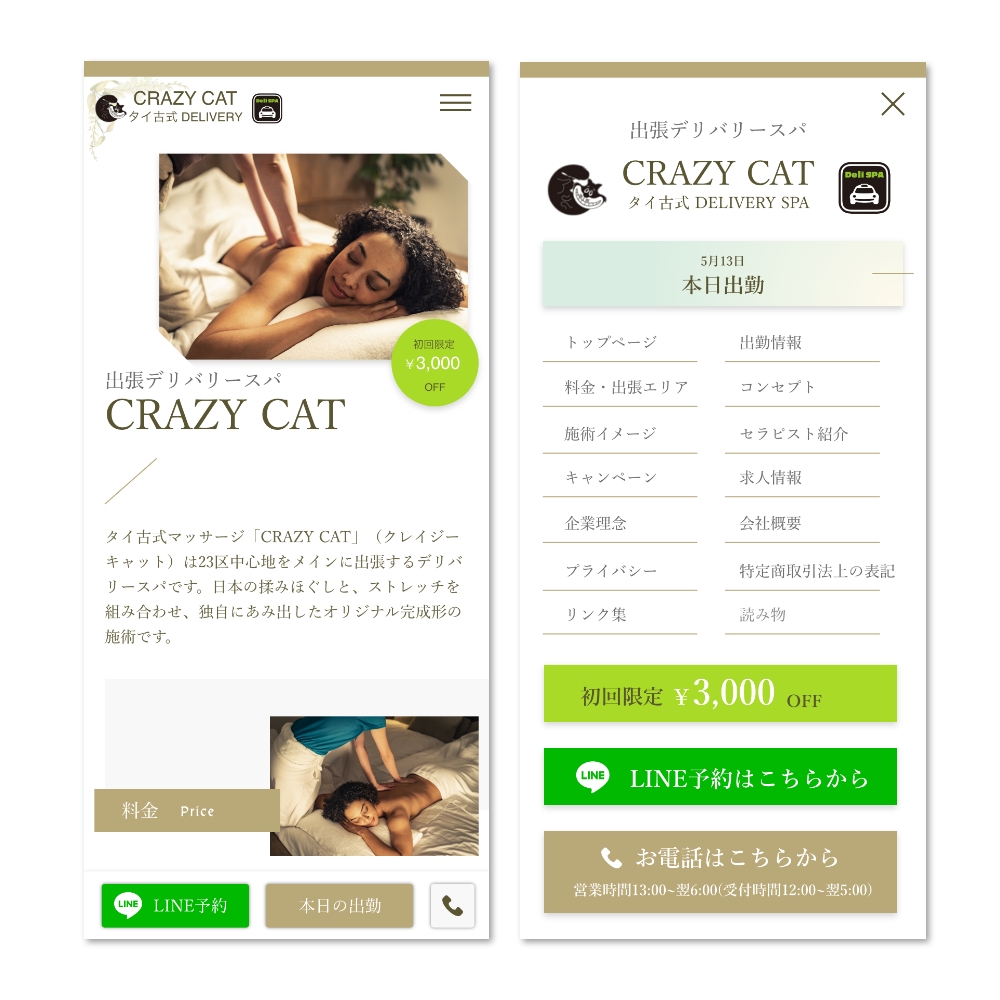 CRAZY CAT
タイ古式 DELIVERY
Deli SPA
初回限定
¥3,000
OFF
出張デリバリースパ
CRAZY CAT
タイ古式マッサージ「CRAZY CAT」（クレイジー
キャット）は23区中心地をメインに出張するデリバ
リースパです。日本の揉みほぐしと、ストレッチを
組み合わせ、独自にあみ出したオリジナル完成形の
施術です。
料金 Price
LINE LINE予約
本日の出勤
出張デリバリースパ
CRAZY CAT
タイ古式 DELIVERY SPA
Deli SPA
5月13日
本日出勤
トップページ 出勤情報
料金・出張エリア コンセプト
施術イメージ セラピスト紹介
キャンペーン 求人情報
企業理念 会社概要
プライバシー 特定商取引法上の表記
リンク集 読み物
初回限定 ¥3,000 OFF
LINE LINE予約はこちらから
お電話はこちらから
営業時間13:00~翌6:00(受付時間12:00~翌5:00)